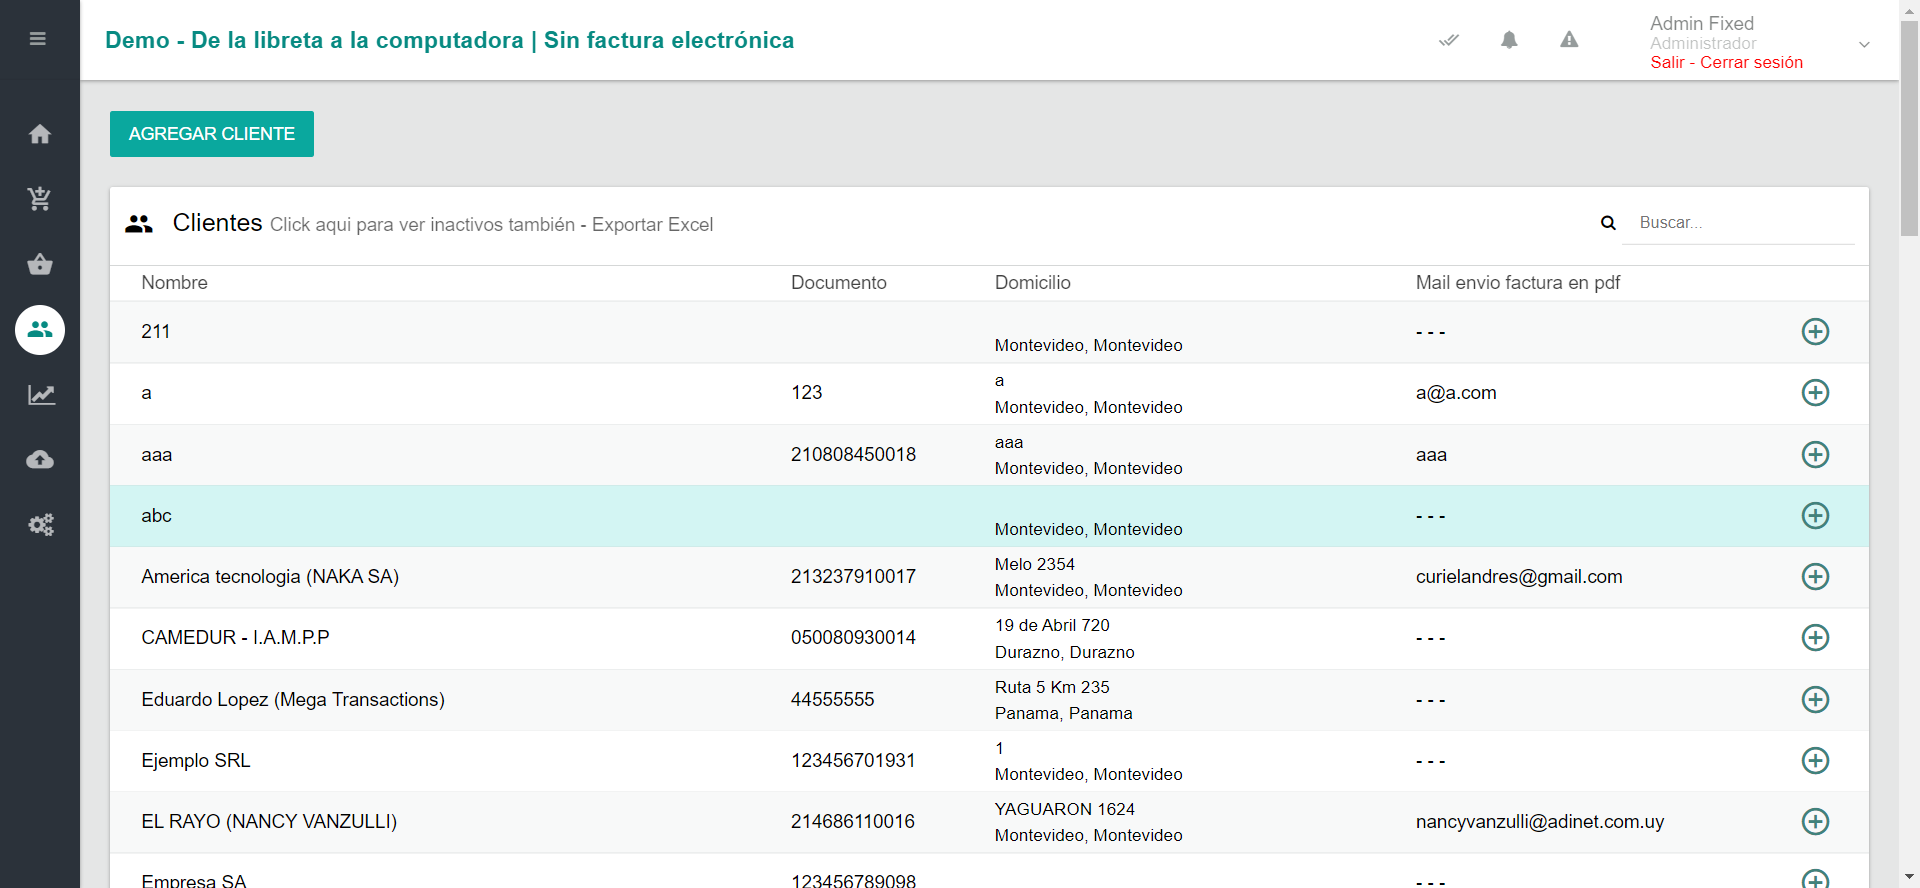 Demo - De la libreta a la computadora | Sin factura electrónica
Admin Fixed
Administrador
Salir - Cerrar sesión
AGREGAR CLIENTE
Clientes Click aqui para ver inactivos también - Exportar Excel
Buscar...
Nombre Documento Domicilio Mail envio factura en pdf
211 - - -
Montevideo, Montevideo
a 123 a a@a.com
Montevideo, Montevideo
aaa 210808450018 aaa aaa
Montevideo, Montevideo
abc - - -
Montevideo, Montevideo
America tecnologia (NAKA SA) 213237910017 Melo 2354 curielandres@gmail.com
Montevideo, Montevideo
CAMEDUR - I.A.M.P.P 050080930014 19 de Abril 720 - - -
Durazno, Durazno
Eduardo Lopez (Mega Transactions) 44555555 Ruta 5 Km 235 - - -
Panama, Panama
Ejemplo SRL 123456701931 1 - - -
Montevideo, Montevideo
EL RAYO (NANCY VANZULLI) 214686110016 YAGUARON 1624 nancyvanzulli@adinet.com.uy
Montevideo, Montevideo
Empresa SA 123456789098 - - -